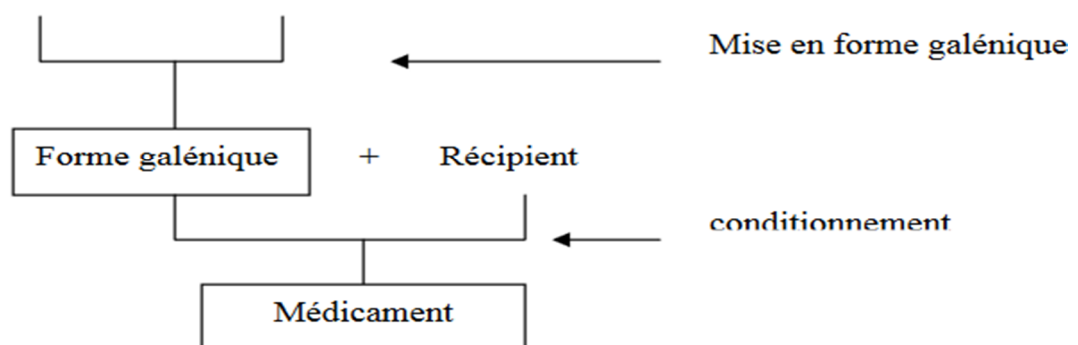 Mise en forme galénique
Forme galénique + Récipient
conditionnement
Médicament